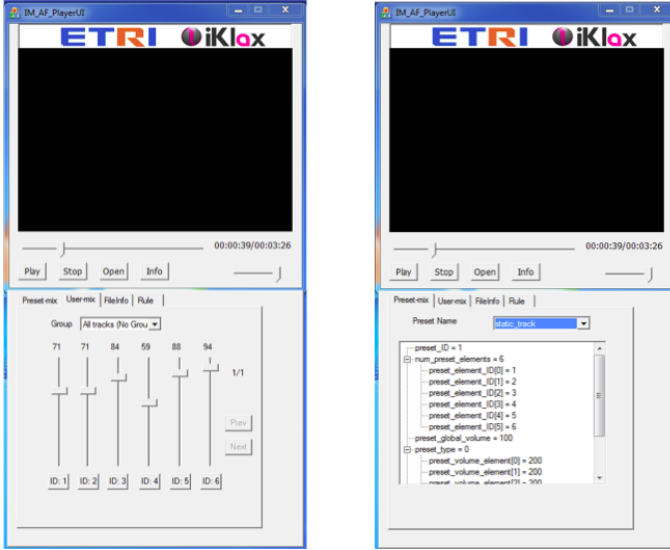 IM_AF_PlayerUI
ETRI iKlax
00:00:39/00:03:26
Play Stop Open Info
Preset-mix User-mix FileInfo Rule
Group All tracks (No Grou
71 71 84 59 88 94
1/1
Prev
Next
ID: 1 ID: 2 ID: 3 ID: 4 ID: 5 ID: 6
IM_AF_PlayerUI
ETRI iKlax
00:00:39/00:03:26
Play Stop Open Info
Preset-mix User-mix FileInfo Rule
Preset Name static_track
preset_ID = 1
num_preset_elements = 6
preset_element_ID[0] = 1
preset_element_ID[1] = 2
preset_element_ID[2] = 3
preset_element_ID[3] = 4
preset_element_ID[4] = 5
preset_element_ID[5] = 6
preset_global_volume = 100
preset_type = 0
preset_volume_element[0] = 200
preset_volume_element[1] = 200
preset_volume_element[2] = 200